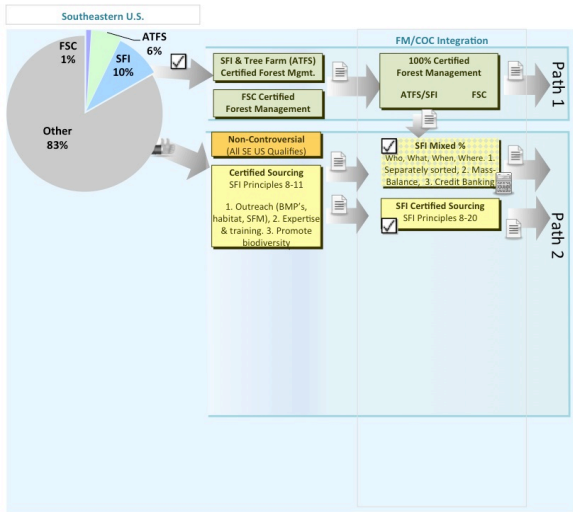 Southeastern U.S.
FSC
1%
ATFS
6%
SFI
10%
Other
83%
FM/COC Integration
SFI & Tree Farm (ATFS)
Certified Forest Mgmt.
FSC Certified
Forest Management
100% Certified
Forest Management
ATFS/SFI FSC
Path 1
Non-Controversial
(All SE US Qualifies)
Certified Sourcing
SFI Principles 8-11
1. Outreach (BMP's,
habitat, SFM), 2. Expertise
& training. 3. Promote
biodiversity
SFI Mixed %
Who, What, When, Where. 1.
Separately sorted, 2. Mass-
Balance, 3. Credit Banking
SFI Certified Sourcing
SFI Principles 8-20
Path 2